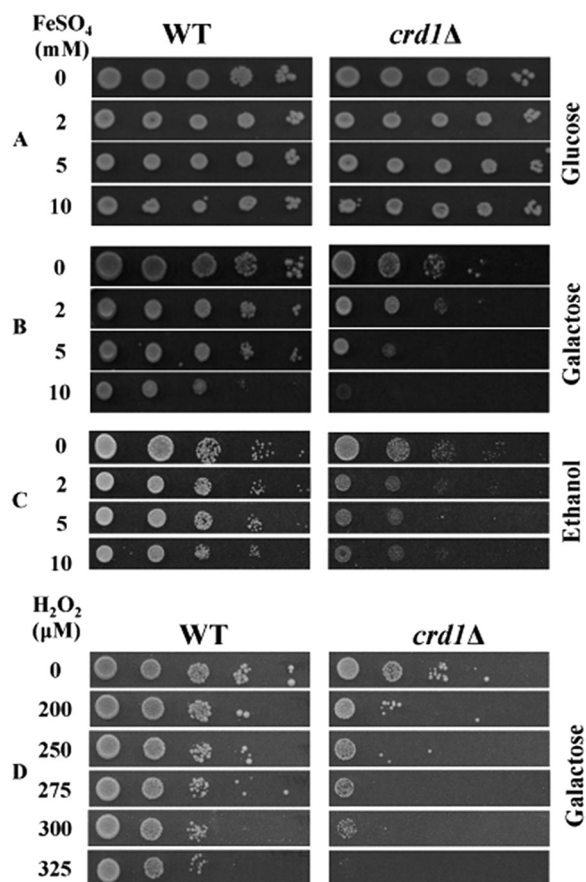 FeSO₄
(mM)
WT
crd1Δ
A
0
2
5
10
Glucose
B
0
2
5
10
Galactose
C
0
2
5
10
Ethanol
H₂O₂
(µM)
WT
crd1Δ
D
0
200
250
275
300
325
Galactose